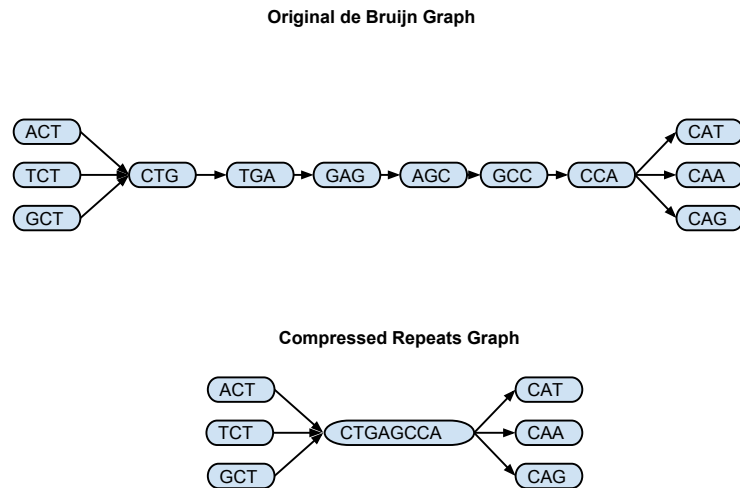 Original de Bruijn Graph
ACT
CAT
TCT
CTG
TGA
GAG
AGC
GCC
CCA
CAA
GCT
CAG
Compressed Repeats Graph
ACT
CAT
TCT
CTGAGCCA
CAA
GCT
CAG